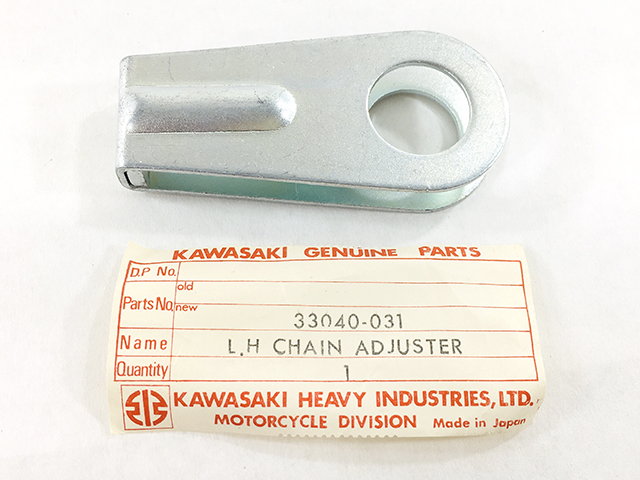 KAWASAKI GENUINE PARTS
D.P No.
Parts No. old
new 33040-031
Name L.H CHAIN ADJUSTER
Quantity 1
KAWASAKI HEAVY INDUSTRIES, LTD.
MOTORCYCLE DIVISION Made in Japan